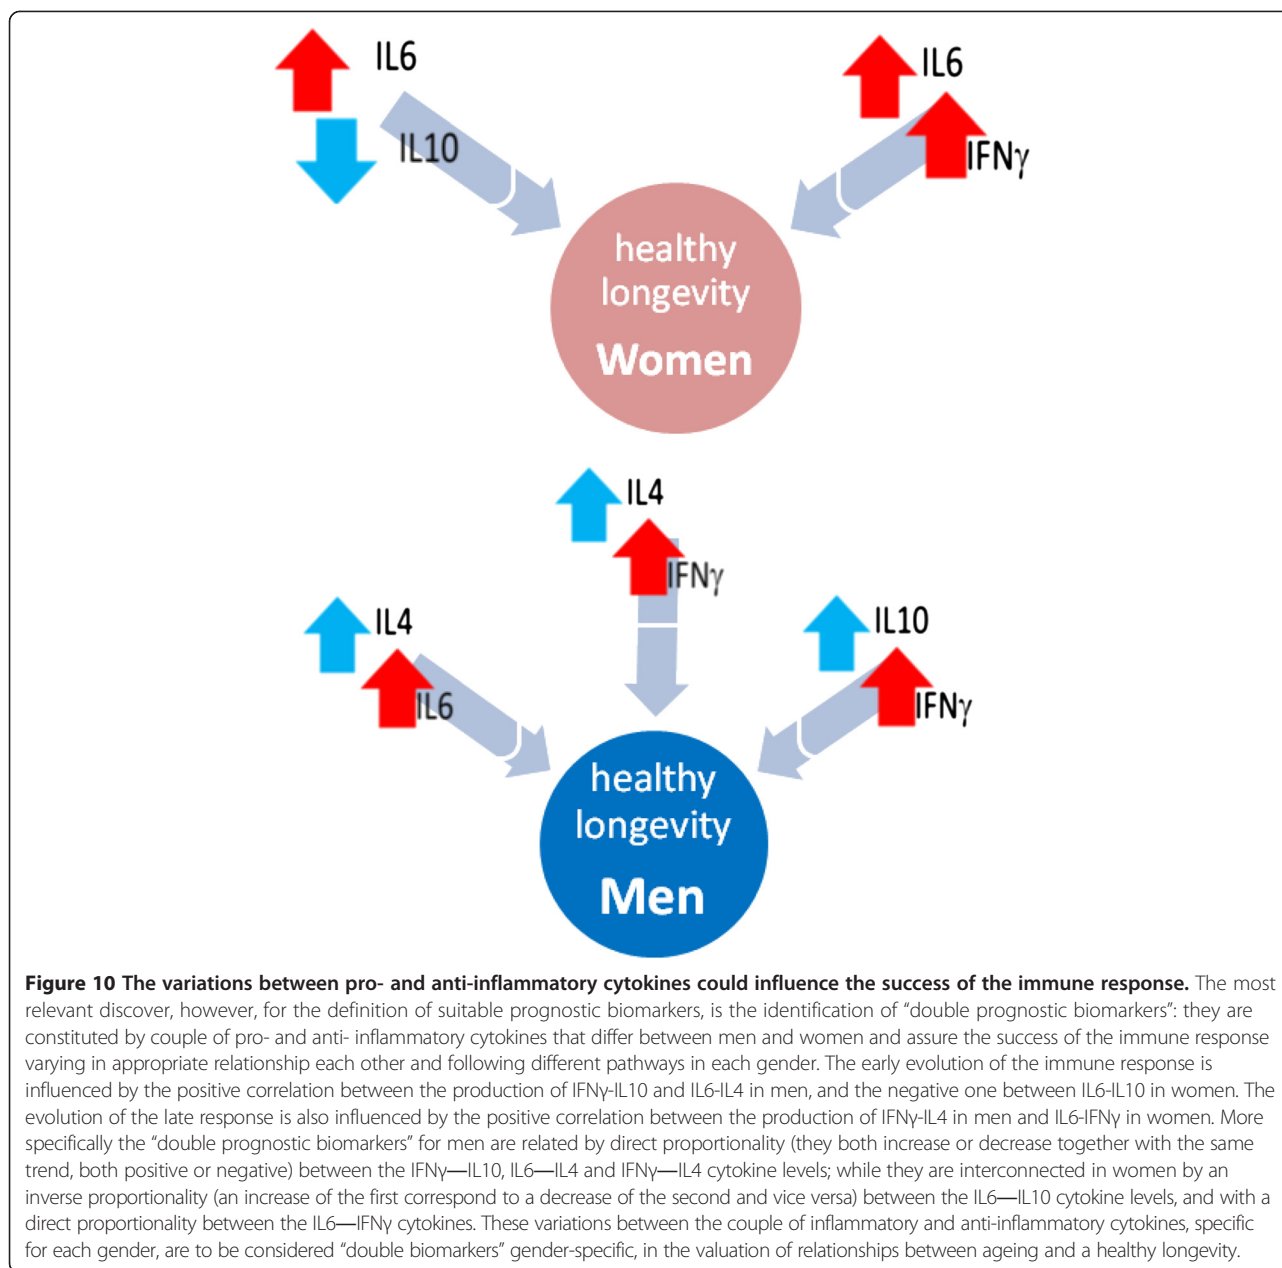 IL6
IL10
IL6
IFNγ
healthy
longevity
Women
IL4
IFNγ
IL4
IL6
IL10
IFNγ
healthy
longevity
Men
Figure 10 The variations between pro- and anti-inflammatory cytokines could influence the success of the immune response. The most
relevant discover, however, for the definition of suitable prognostic biomarkers, is the identification of “double prognostic biomarkers”: they are
constituted by couple of pro- and anti- inflammatory cytokines that differ between men and women and assure the success of the immune response
varying in appropriate relationship each other and following different pathways in each gender. The early evolution of the immune response is
influenced by the positive correlation between the production of IFNγ-IL10 and IL6-IL4 in men, and the negative one between IL6-IL10 in women. The
evolution of the late response is also influenced by the positive correlation between the production of IFNγ-IL4 in men and IL6-IFNγ in women. More
specifically the “double prognostic biomarkers” for men are related by direct proportionality (they both increase or decrease together with the same
trend, both positive or negative) between the IFNγ—IL10, IL6—IL4 and IFNγ—IL4 cytokine levels; while they are interconnected in women by an
inverse proportionality (an increase of the first correspond to a decrease of the second and vice versa) between the IL6—IL10 cytokine levels, and with a
direct proportionality between the IL6—IFNγ cytokines. These variations between the couple of inflammatory and anti-inflammatory cytokines, specific
for each gender, are to be considered “double biomarkers” gender-specific, in the valuation of relationships between ageing and a healthy longevity.